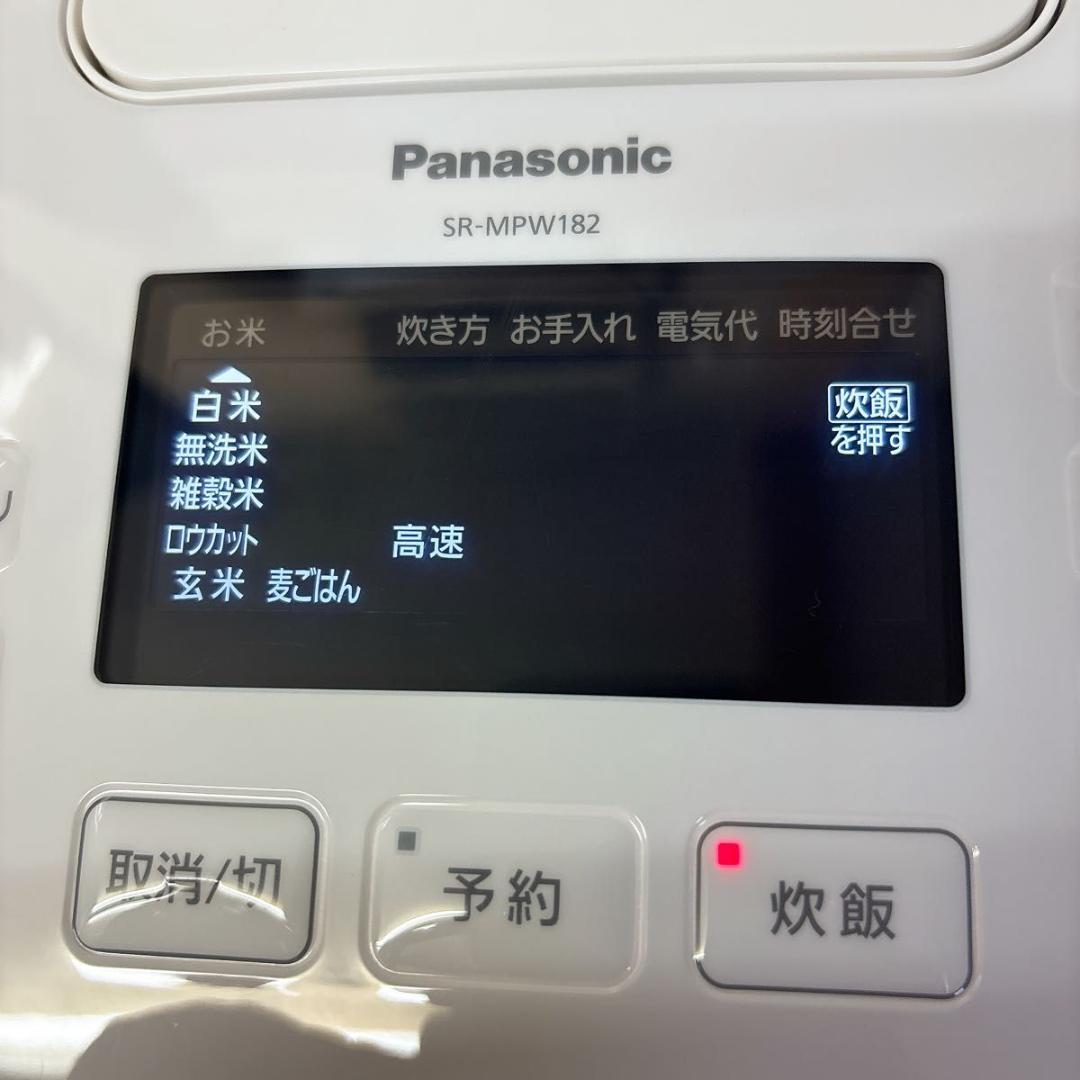 Panasonic
SR-MPW182
お米 炊き方 お手入れ 電気代 時刻合せ
白米 炊飯
無洗米 を押す
雑穀米
ロウカット 高速
玄米 麦ごはん
取消/切 予約 炊飯